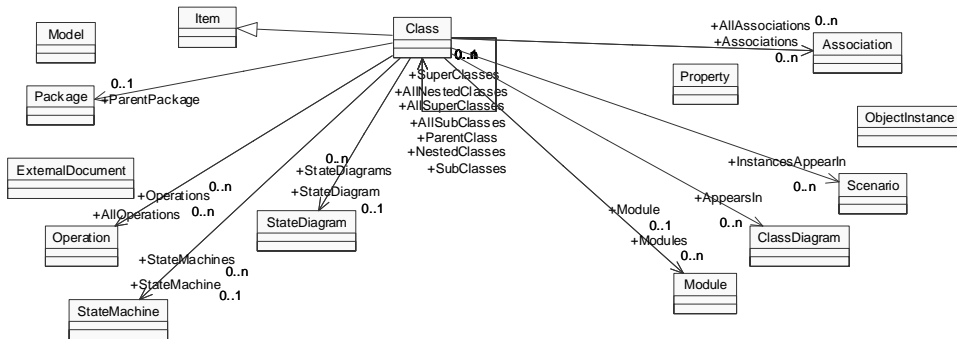 Item
Class
Model
+AllAssociations 0..n
+Associations
0..n
Association
0..n
+SuperClasses
+AllNestedClasses
+AllSuperClasses
+AllSubClasses
+ParentClass
+NestedClasses
+SubClasses
Property
0..1
Package
+ParentPackage
ObjectInstance
ExternalDocument
0..n
+StateDiagrams
+InstancesAppearIn
0..n
Scenario
+Operations
0..n
+StateDiagram
0..1
+AppearsIn
+AllOperations
0..n
+Module
0..1
0..n
Operation
StateDiagram
ClassDiagram
+Modules
0..n
+StateMachines
0..n
+StateMachine
0..1
Module
StateMachine